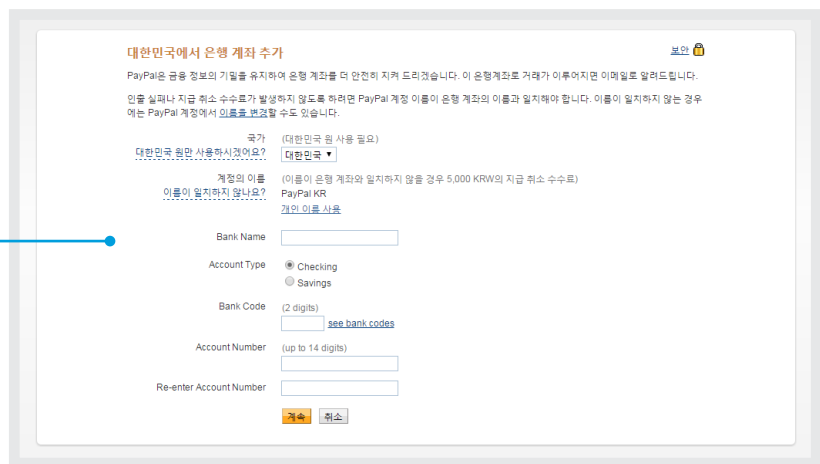 대한민국에서 은행 계좌 추가
보안
PayPal은 금융 정보의 기밀을 유지하여 은행 계좌를 더 안전히 지켜 드리겠습니다. 이 은행계좌로 거래가 이루어지면 이메일로 알려드립니다.
인출 실패나 지급 취소 수수료가 발생하지 않도록 하려면 PayPal 계정 이름이 은행 계좌의 이름과 일치해야 합니다. 이름이 일치하지 않는 경우
에는 PayPal 계정에서 이름을 변경할 수도 있습니다.
국가 (대한민국 원 사용 필요)
대한민국 원만 사용하시겠어요? 대한민국 ▼
계정의 이름 (이름이 은행 계좌와 일치하지 않을 경우 5,000 KRW의 지급 취소 수수료)
이름이 일치하지 않나요? PayPal KR
개인 이름 사용
Bank Name
Account Type Checking
Savings
Bank Code (2 digits)
see bank codes
Account Number (up to 14 digits)
Re-enter Account Number
계속 취소